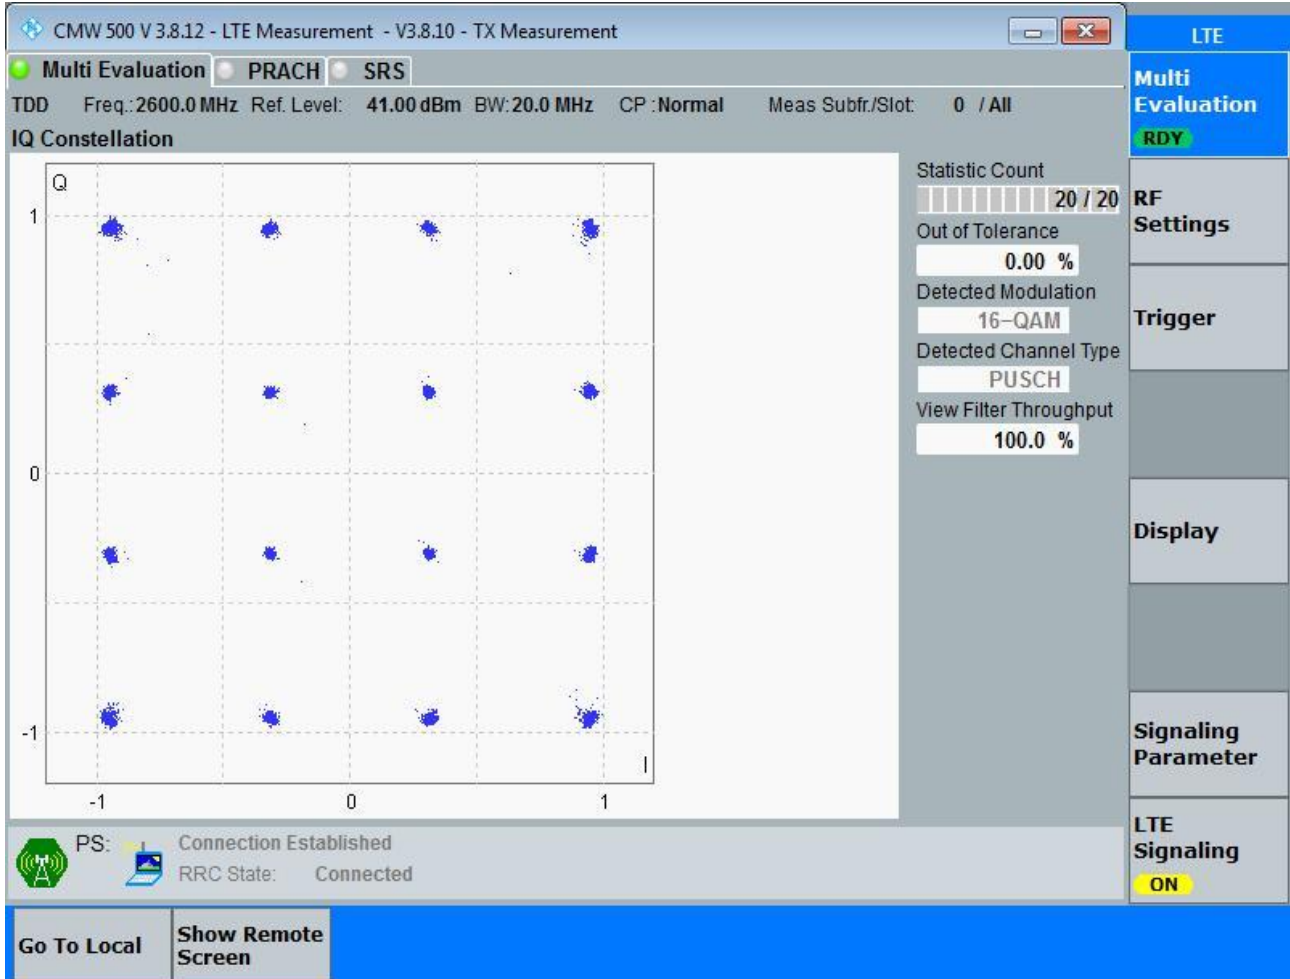 CMW 500 V 3.8.12 - LTE Measurement - V3.8.10 - TX Measurement
LTE
Multi Evaluation PRACH SRS
TDD Freq.: 2600.0 MHz Ref. Level: 41.00 dBm BW: 20.0 MHz CP : Normal Meas Subfr./Slot: 0 / All
IQ Constellation
Q
1
0
-1
I
-1 0 1
Statistic Count
20 / 20
Out of Tolerance
0.00 %
Detected Modulation
16-QAM
Detected Channel Type
PUSCH
View Filter Throughput
100.0 %
Multi
Evaluation
RDY
RF
Settings
Trigger
Display
Signaling
Parameter
LTE
Signaling
ON
PS: Connection Established
RRC State: Connected
Go To Local
Show Remote
Screen